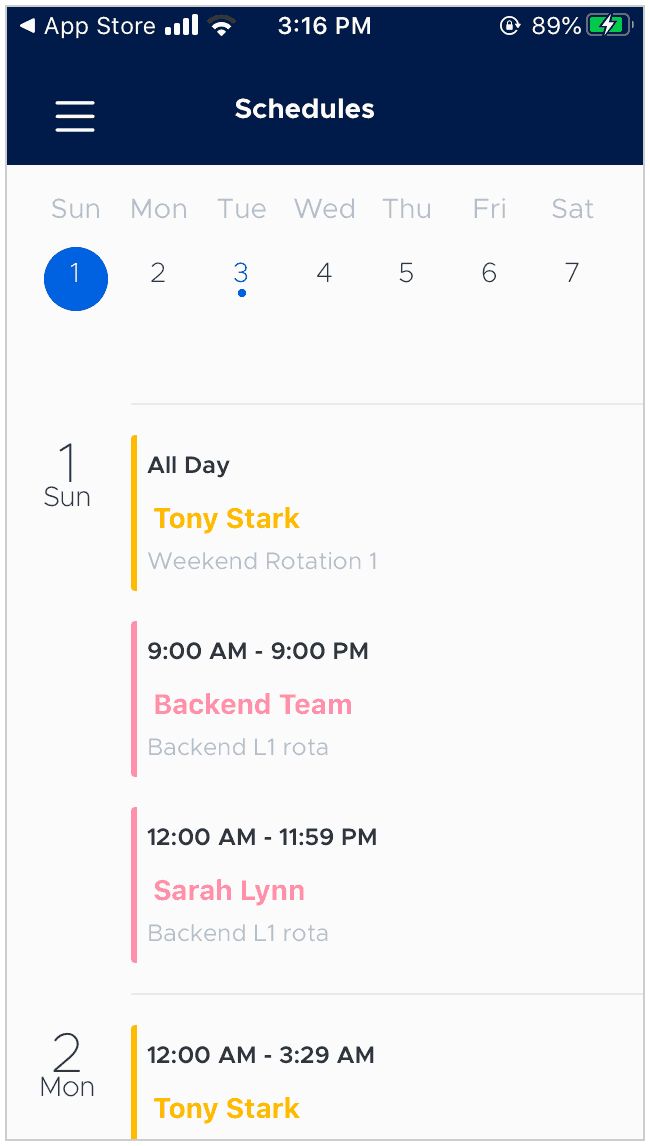 App Store 3:16 PM 89%
Schedules
Sun Mon Tue Wed Thu Fri Sat
1 2 3 4 5 6 7
1
Sun
All Day
Tony Stark
Weekend Rotation 1
9:00 AM - 9:00 PM
Backend Team
Backend L1 rota
12:00 AM - 11:59 PM
Sarah Lynn
Backend L1 rota
2
Mon
12:00 AM - 3:29 AM
Tony Stark